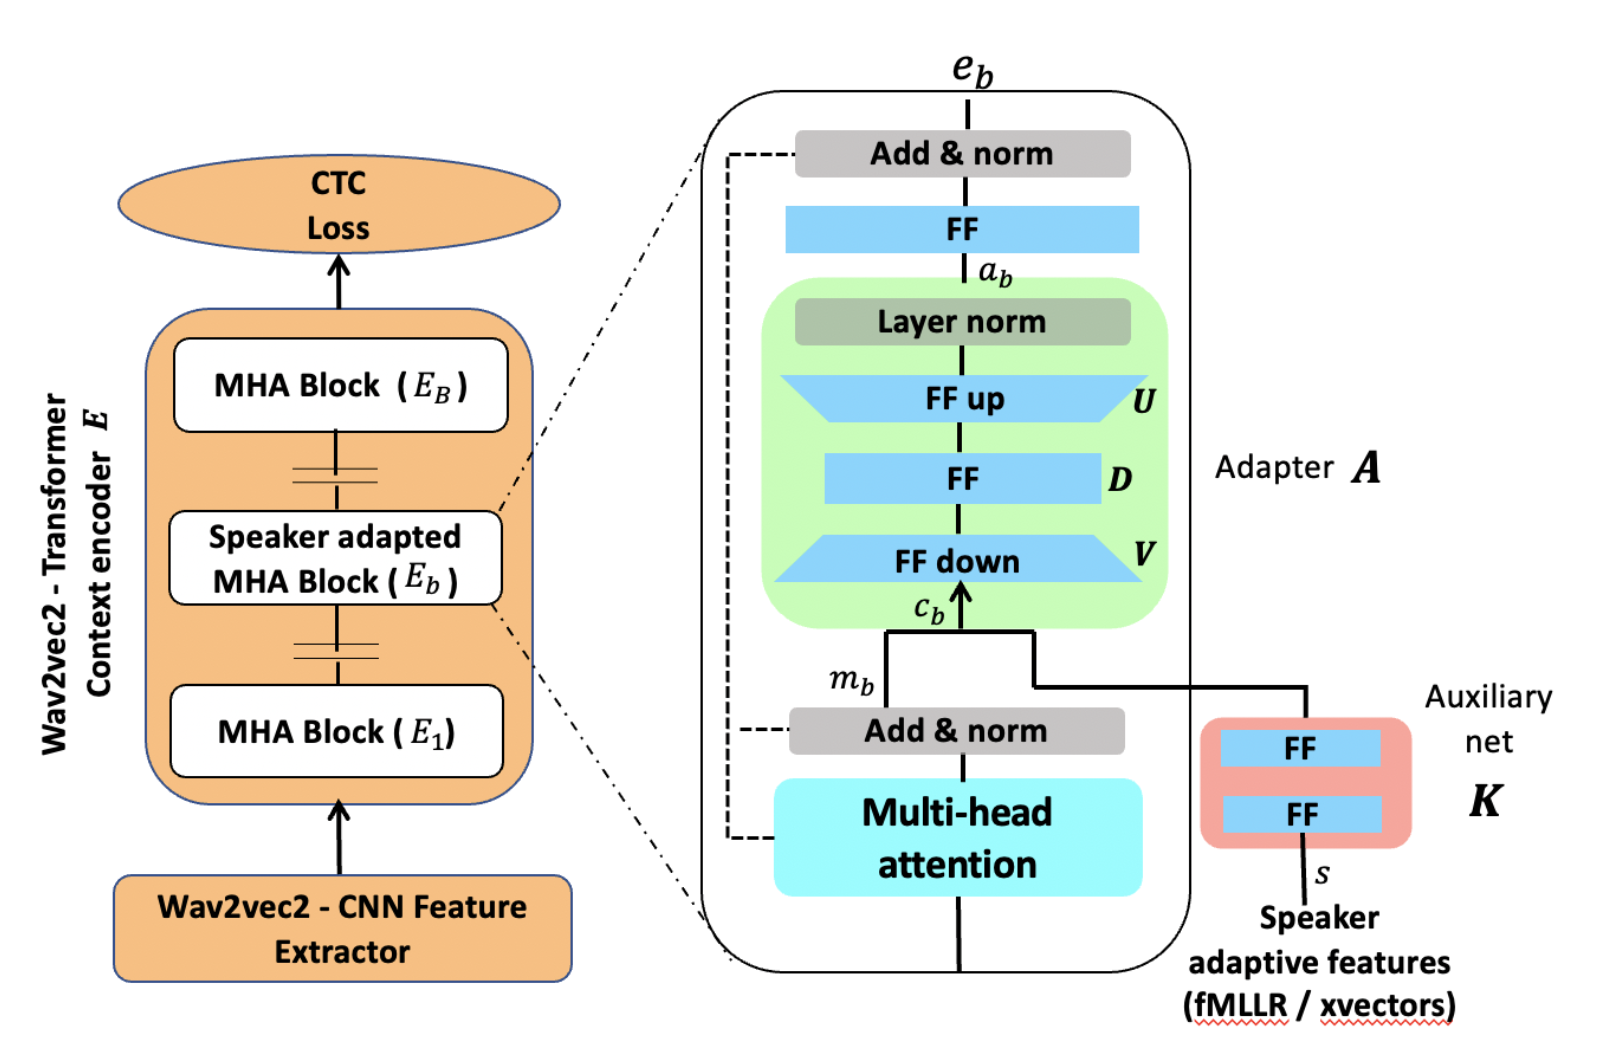 CTC
Loss
MHA Block ( E_B )
Speaker adapted
MHA Block ( E_b )
MHA Block ( E_1)
Wav2vec2 - CNN Feature
Extractor
Wav2vec2 - Transformer
Context encoder E
e_b
Add & norm
FF
a_b
Layer norm
FF up
U
FF
D
FF down
V
c_b
m_b
Add & norm
Multi-head
attention
Adapter A
Auxiliary
net
K
FF
FF
s
Speaker
adaptive features
(fMLLR / xvectors)